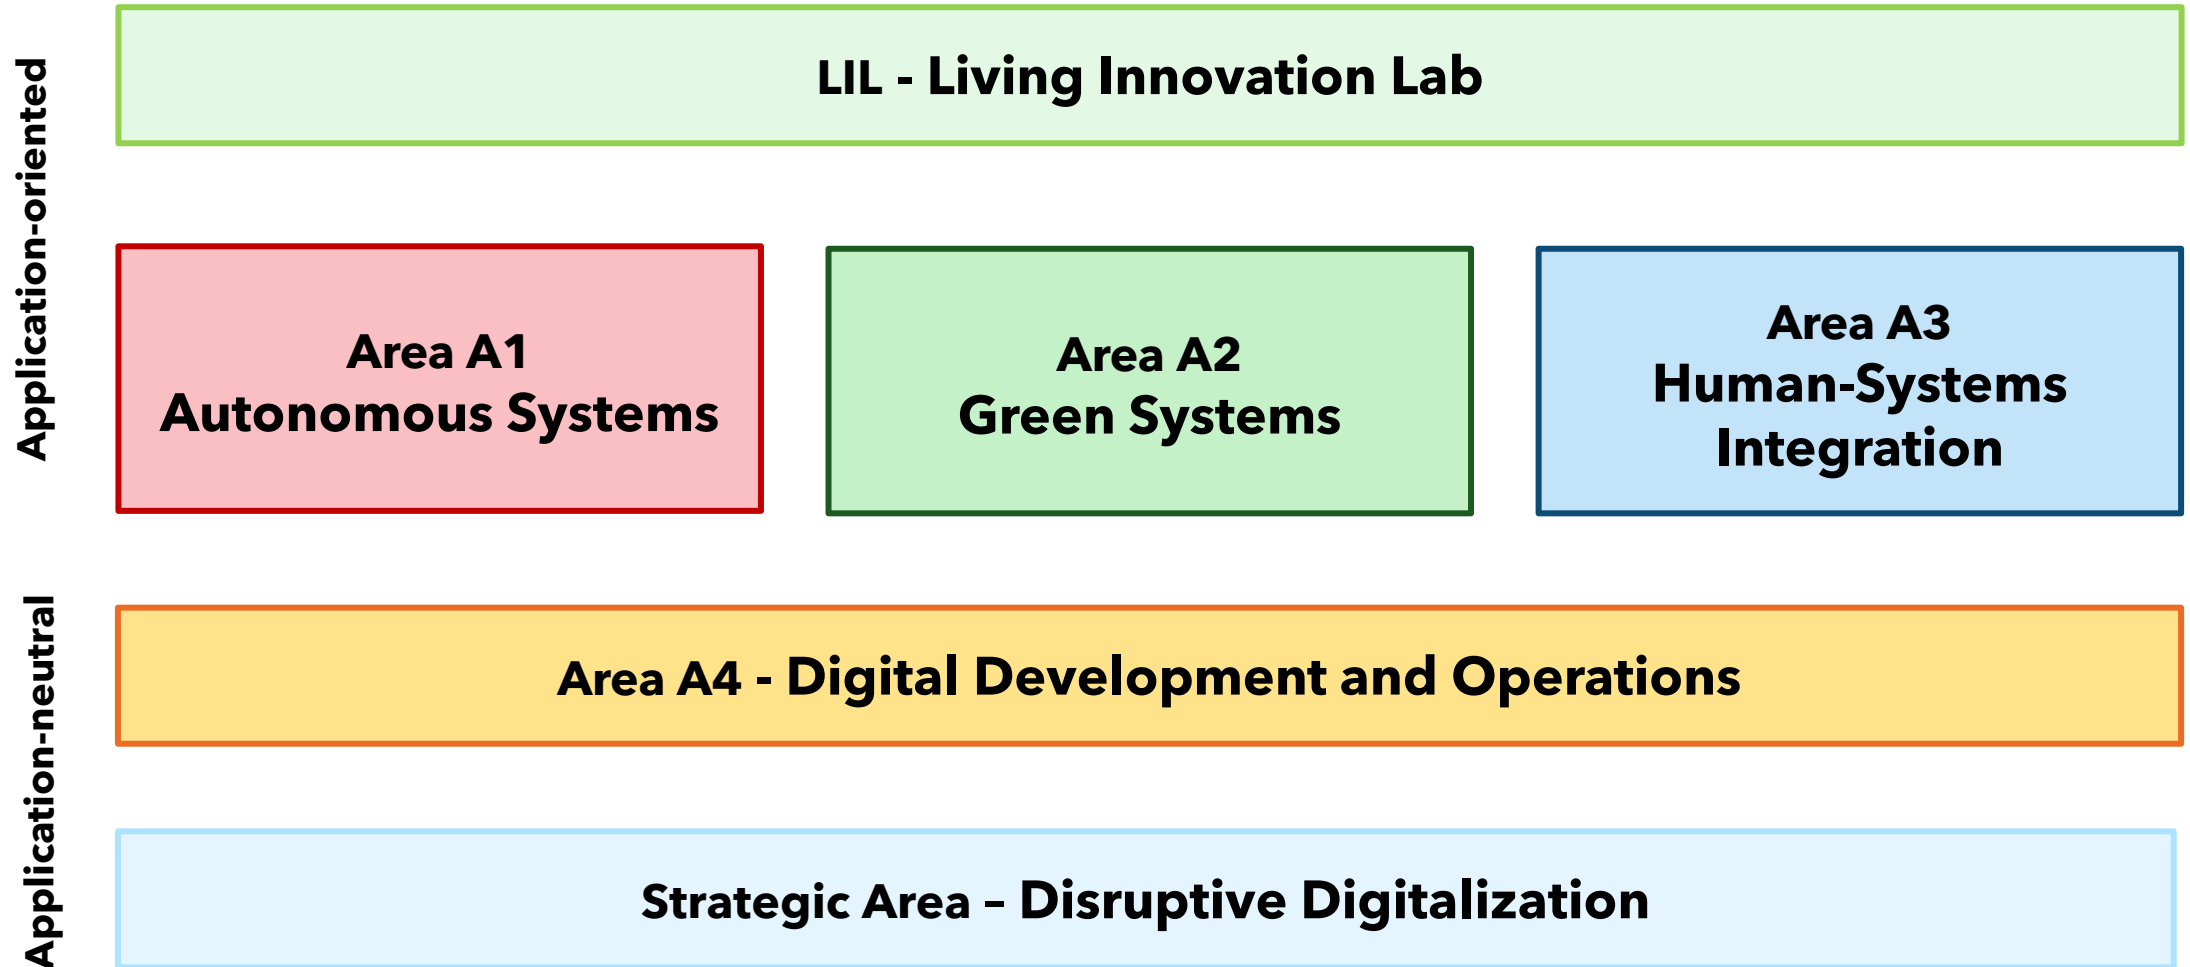 Application-oriented
LIL - Living Innovation Lab
Area A1
Autonomous Systems
Area A2
Green Systems
Area A3
Human-Systems
Integration
Application-neutral
Area A4 - Digital Development and Operations
Strategic Area – Disruptive Digitalization